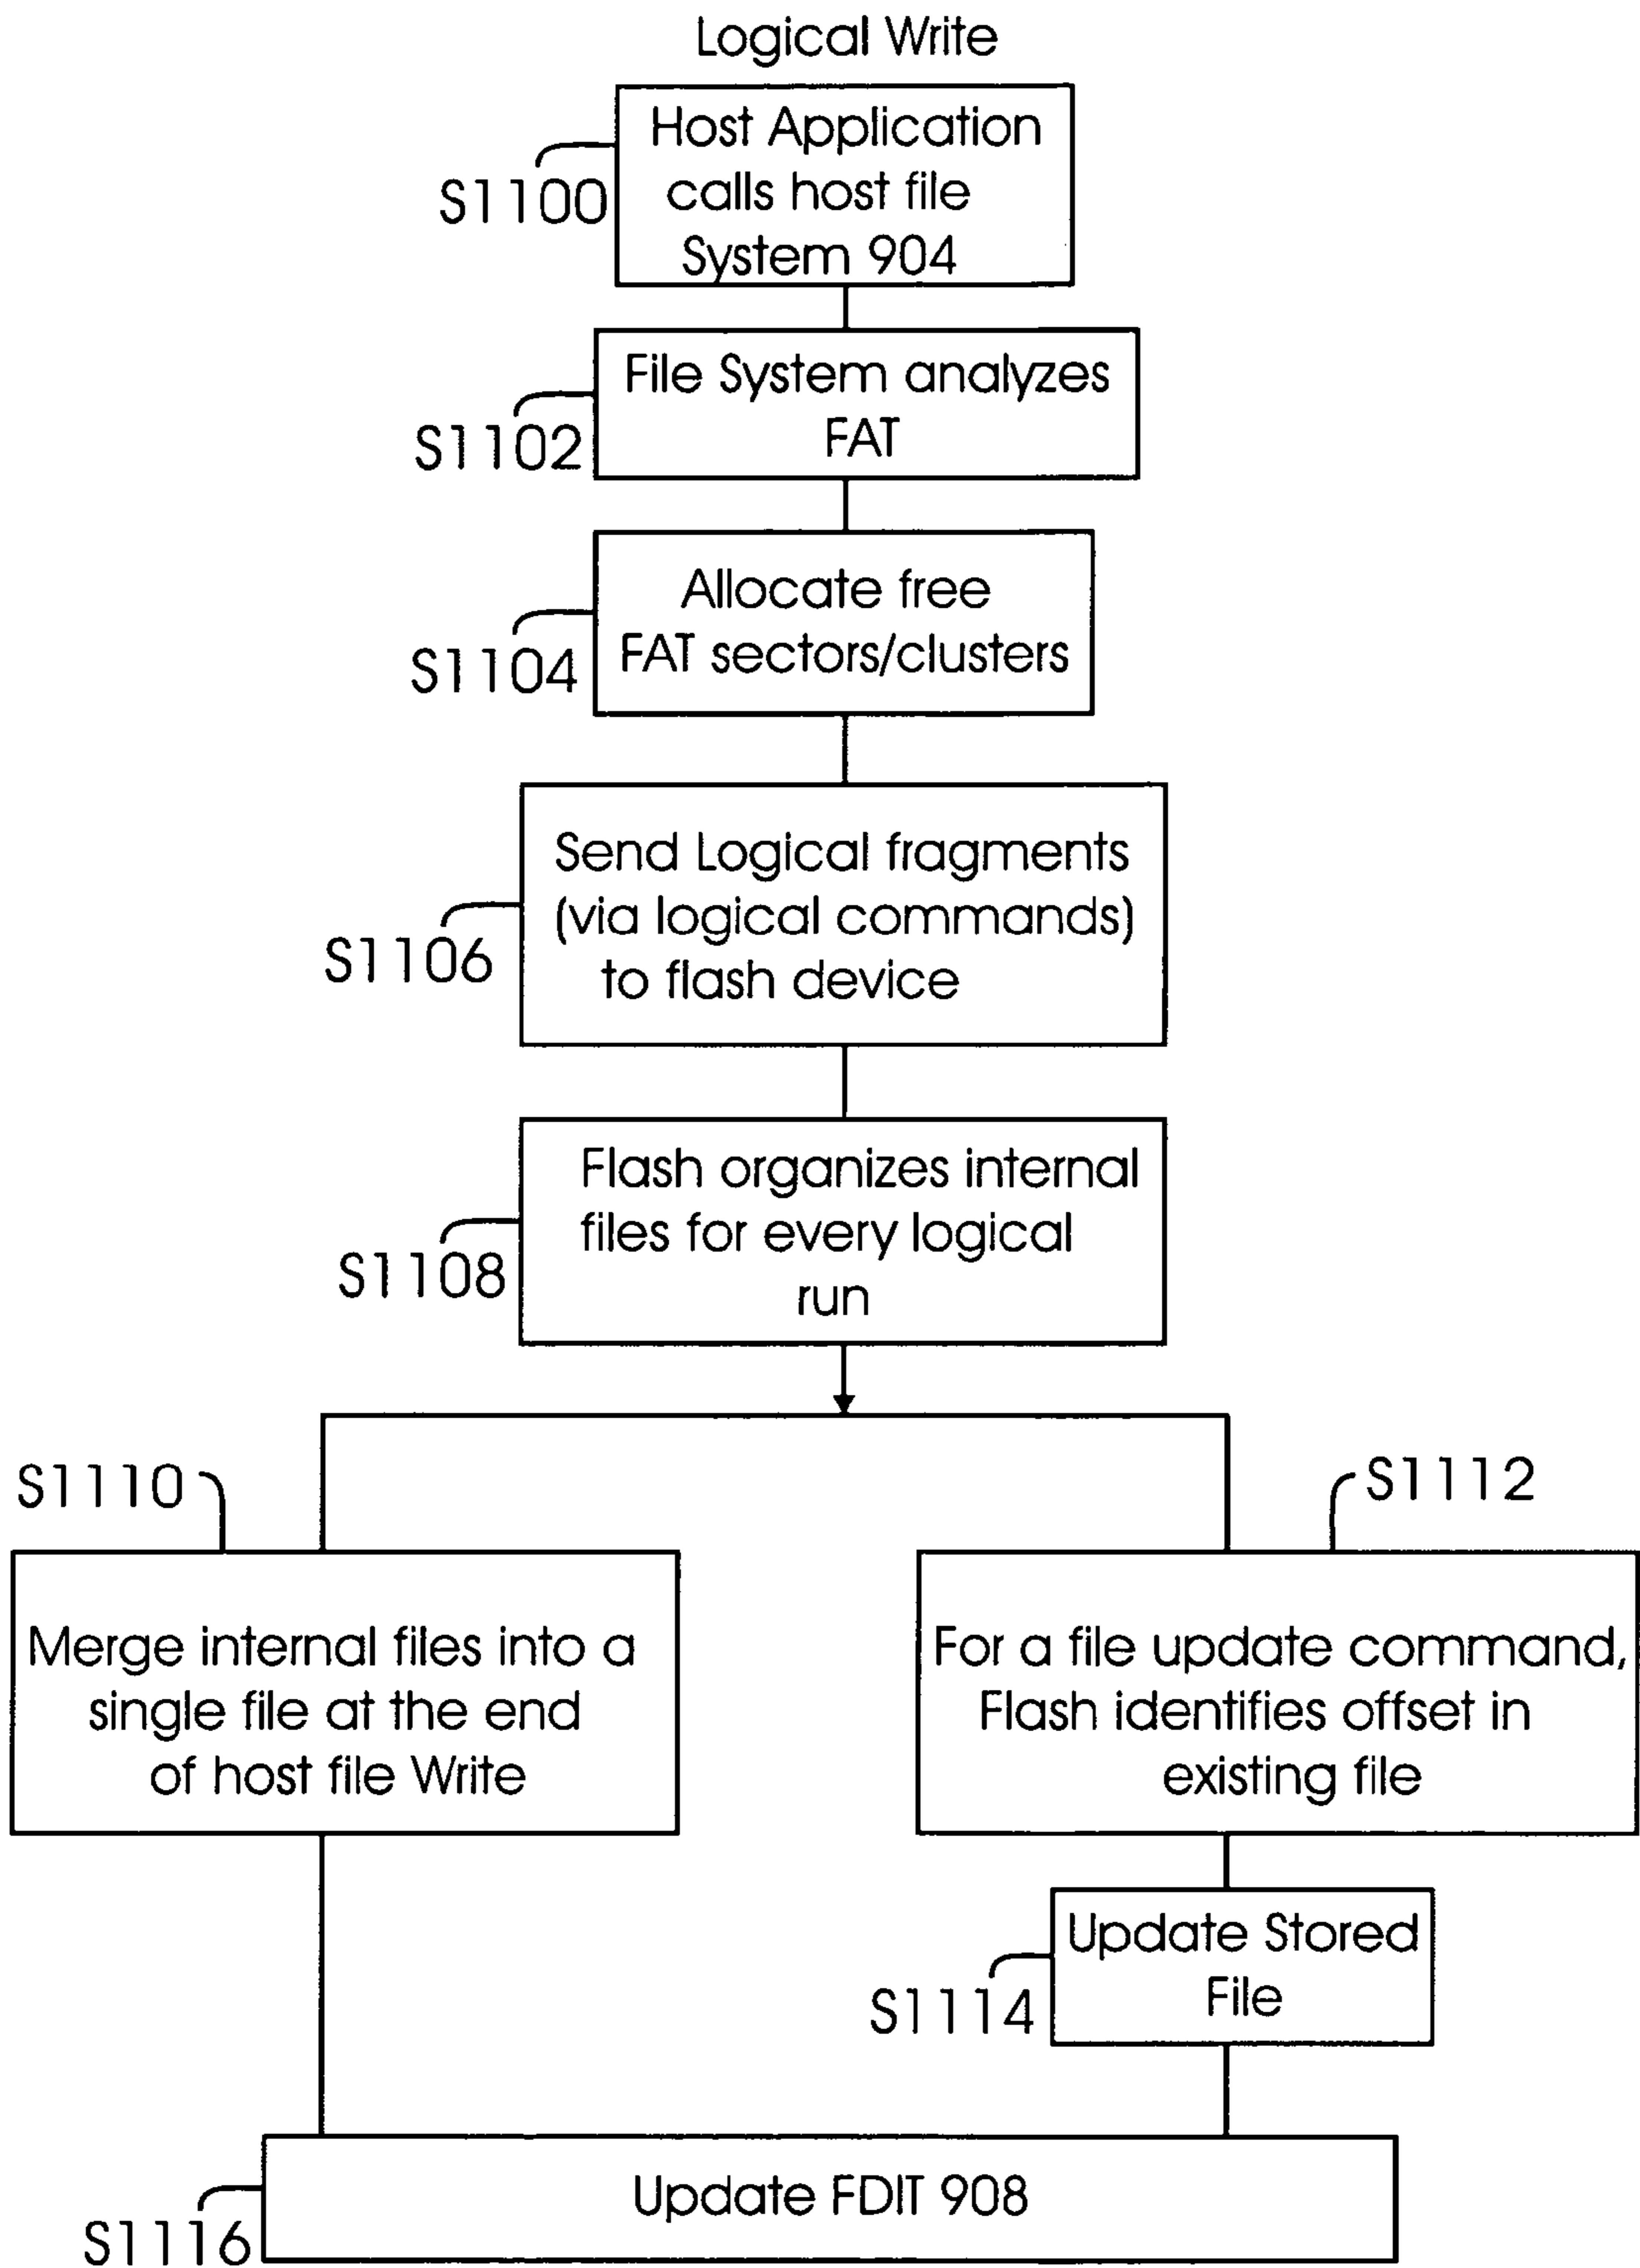 Logical Write
Host Application
calls host file
System 904
S1100
File System analyzes
FAT
S1102
Allocate free
FAT sectors/clusters
S1104
Send Logical fragments
(via logical commands)
to flash device
S1106
Flash organizes internal
files for every logical
run
S1108
S1110
S1112
Merge internal files into a
single file at the end
of host file Write
For a file update command,
Flash identifies offset in
existing file
Update Stored
File
S1114
Update FDIT 908
S1116